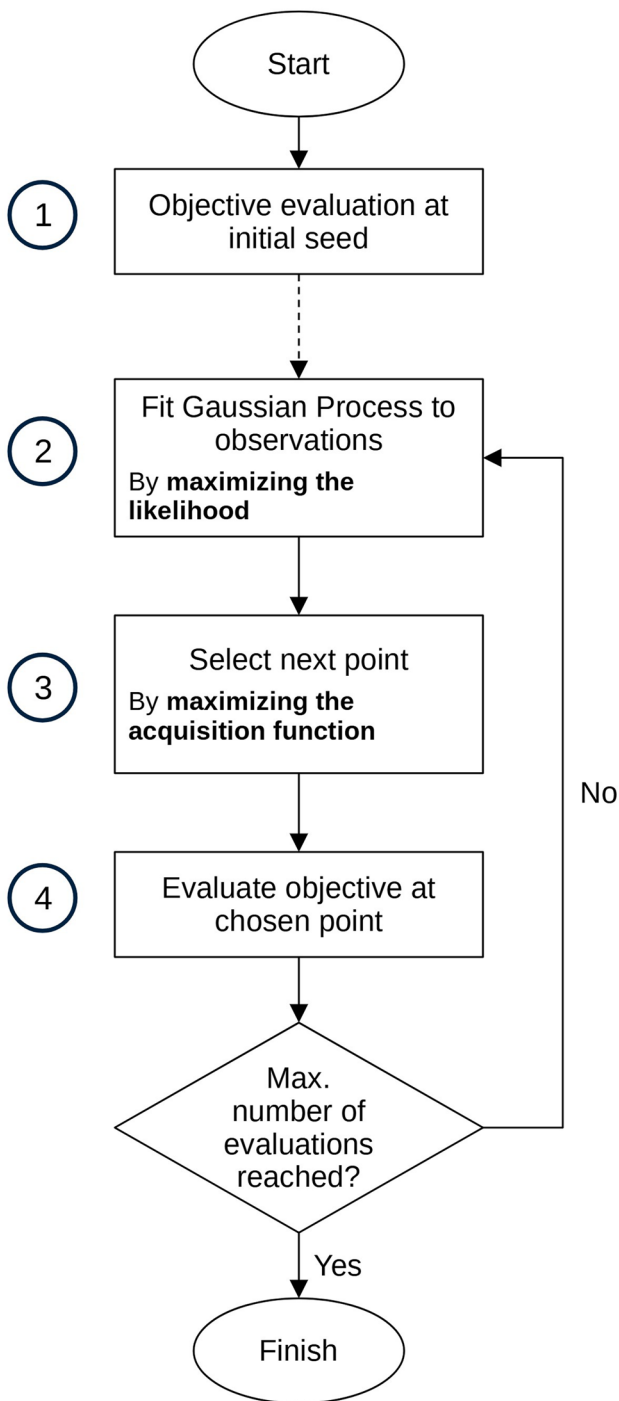 Start
1
Objective evaluation at
initial seed
2
Fit Gaussian Process to
observations
By maximizing the
likelihood
3
Select next point
By maximizing the
acquisition function
No
4
Evaluate objective at
chosen point
Max.
number of
evaluations
reached?
Yes
Finish